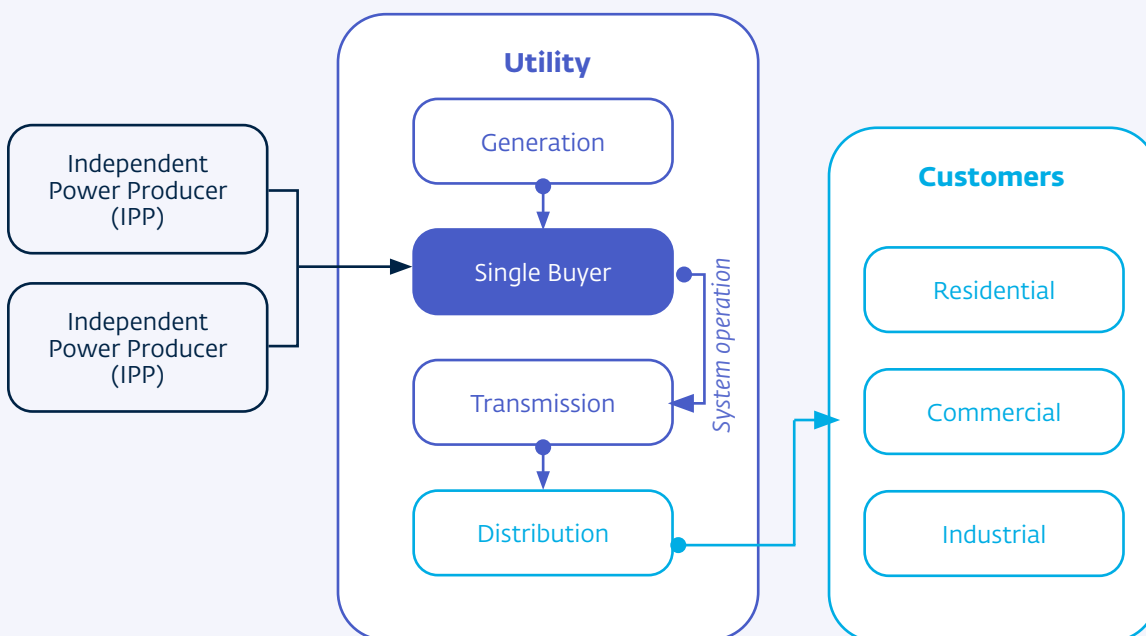 Independent
Power Producer
(IPP)
Independent
Power Producer
(IPP)
Utility
Generation
Single Buyer
System operation
Transmission
Distribution
Customers
Residential
Commercial
Industrial